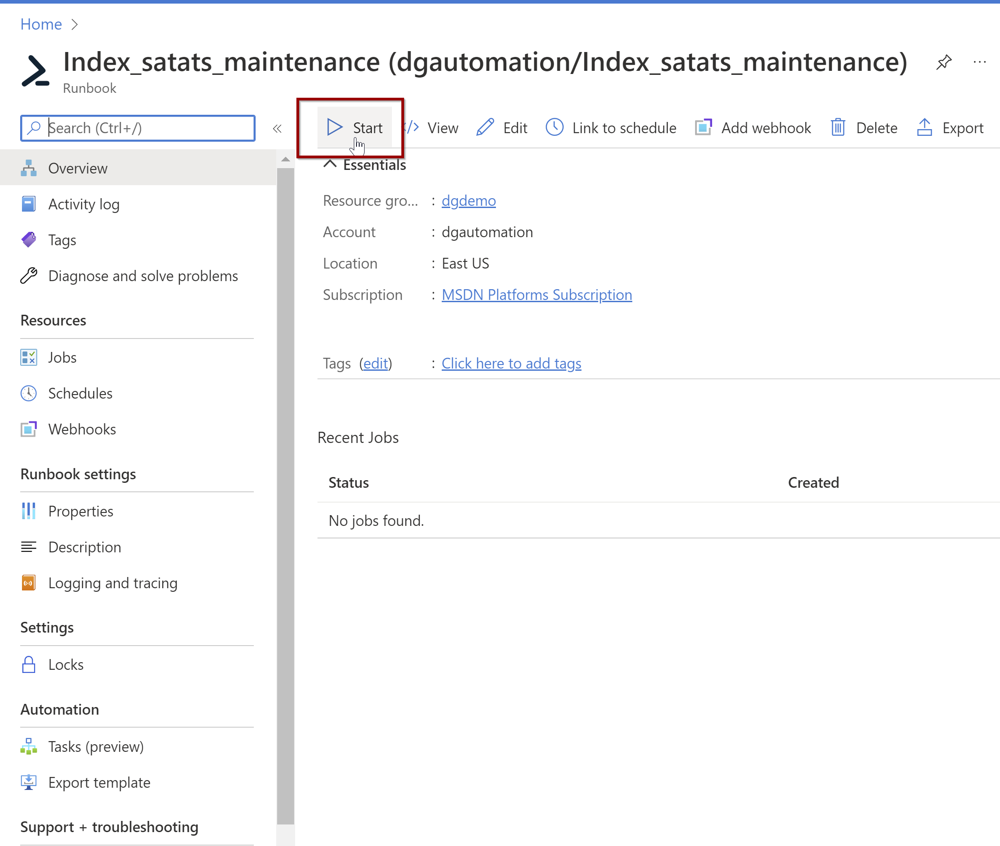 Home
Index_satats_maintenance (dgautomation/Index_satats_maintenance)
Runbook
Search (Ctrl+/)
Start View Edit Link to schedule Add webhook Delete Export
Overview
Activity log
Tags
Diagnose and solve problems
Resources
Jobs
Schedules
Webhooks
Runbook settings
Properties
Description
Logging and tracing
Settings
Locks
Automation
Tasks (preview)
Export template
Support + troubleshooting
Essentials
Resource gro... : dgdemo
Account : dgautomation
Location : East US
Subscription : MSDN Platforms Subscription
Tags (edit) : Click here to add tags
Recent Jobs
Status Created
No jobs found.